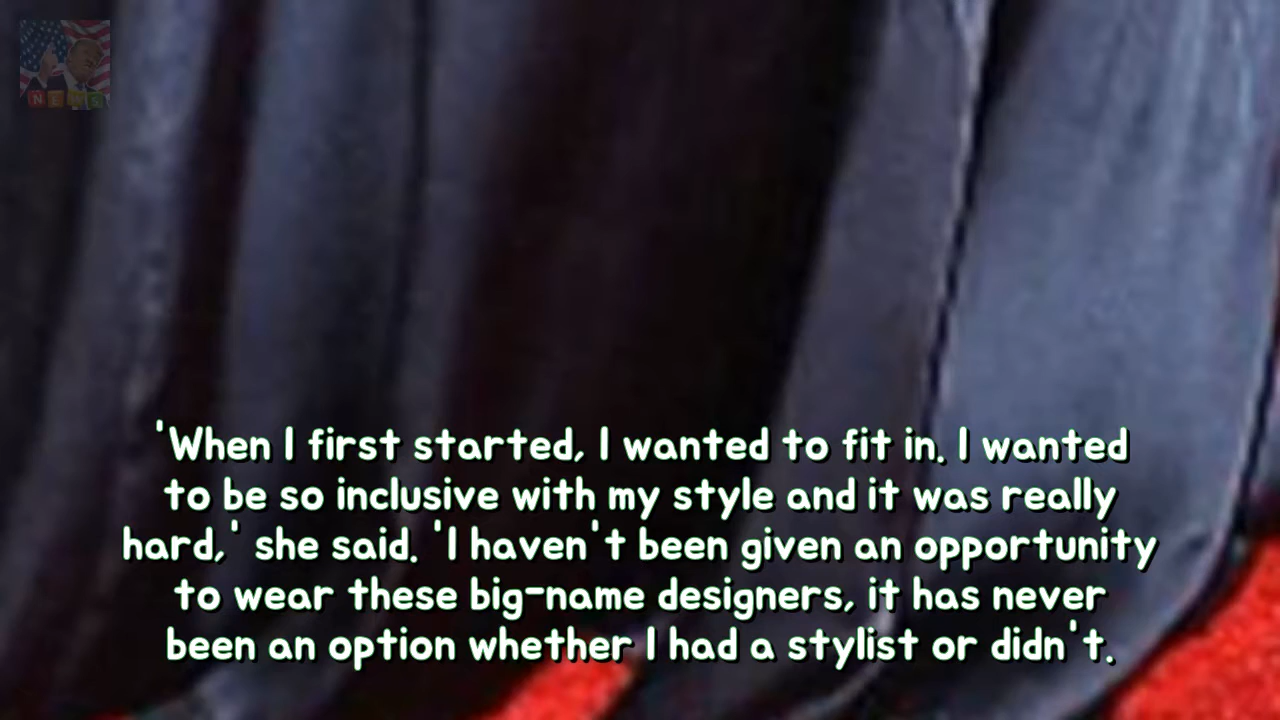 NEWS
'When I first started, I wanted to fit in. I wanted
to be so inclusive with my style and it was really
hard,' she said. 'I haven't been given an opportunity
to wear these big-name designers, it has never
been an option whether I had a stylist or didn't.